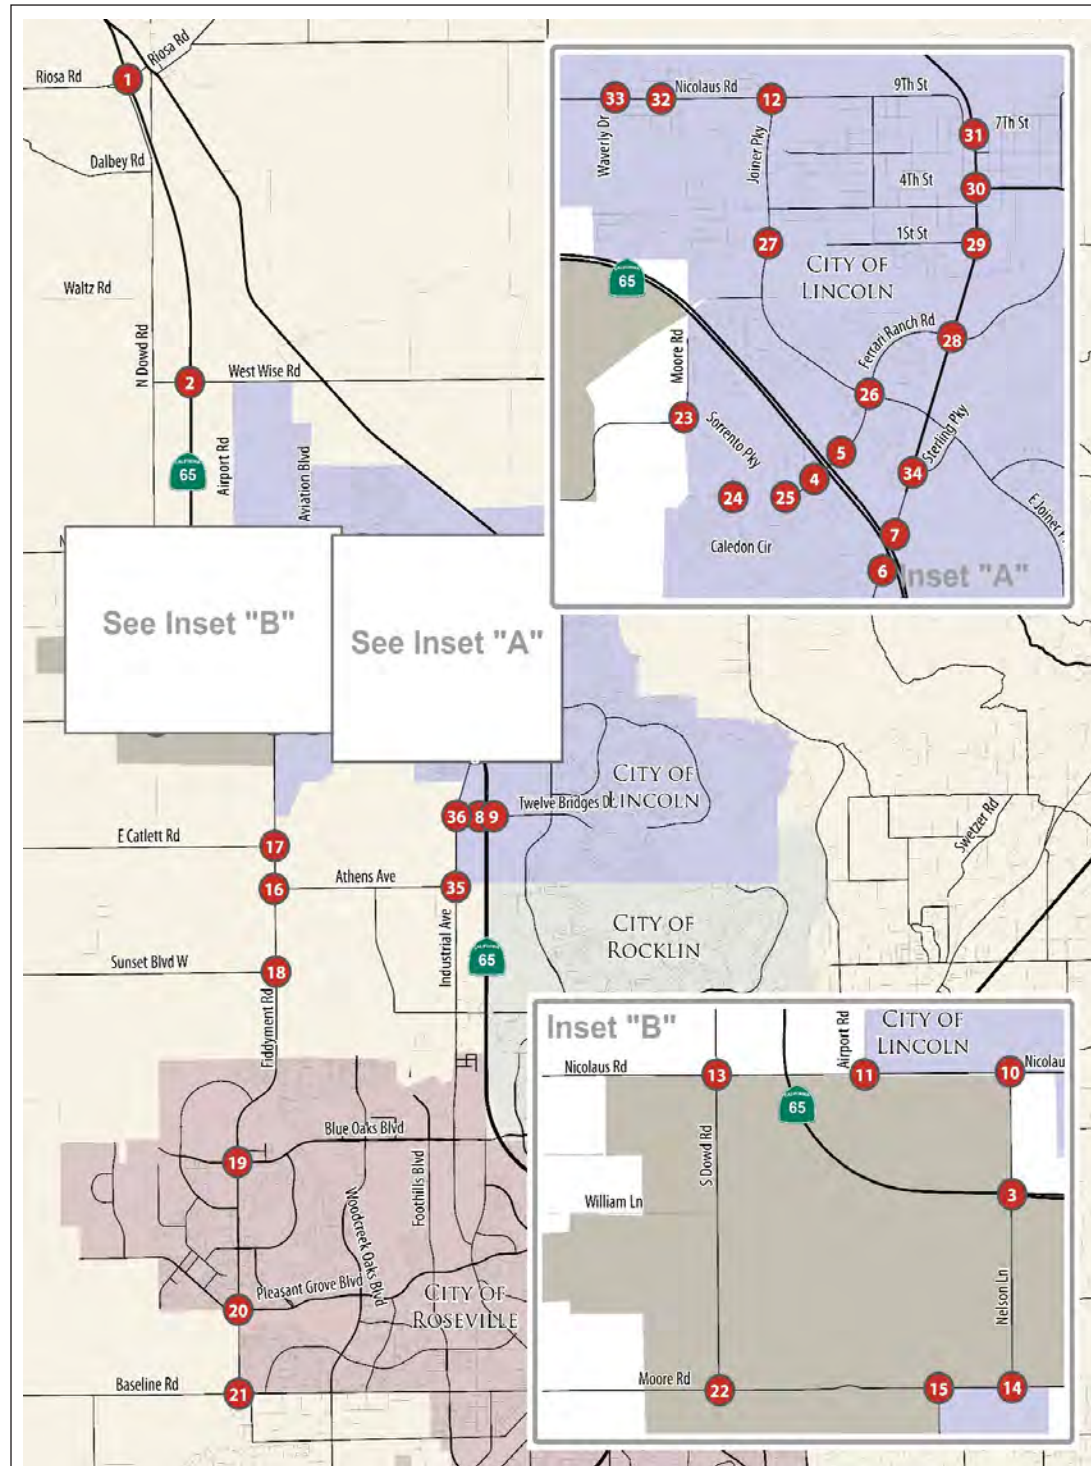 Riosa Rd
Riosa Rd
1
Dalbey Rd
Waltz Rd
N Dowd Rd
2
West Wise Rd
CALIFORNIA
65
Airport Rd
Aviation Blvd
See Inset "B"
See Inset "A"
33
32
Nicolaus Rd
12
9Th St
31
7Th St
Waverly Dr
Joiner Pky
4Th St
30
27
1St St
29
CITY OF
LINCOLN
65
Moore Rd
Ferrari Ranch Rd
28
26
23
Sorrento Pky
5
4
Sterling Pky
34
24
25
E Joiner
7
Caledon Cir
6
Inset "A"
CITY OF
LINCOLN
36
8
9
Twelve Bridges Dr
E Catlett Rd
17
16
Athens Ave
35
Swetzer Rd
Industrial Ave
CITY OF
ROCKLIN
65
Sunset Blvd W
18
Fiddyment Rd
Blue Oaks Blvd
19
Woodcreek Oaks Blvd
Foothills Blvd
Pleasant Grove Blvd
20
CITY OF
ROSEVILLE
Baseline Rd
21
Inset "B"
Airport Rd
CITY OF
LINCOLN
Nicolaus Rd
13
11
10
Nicolau
65
S Dowd Rd
William Ln
3
Nelson Ln
Moore Rd
22
15
14